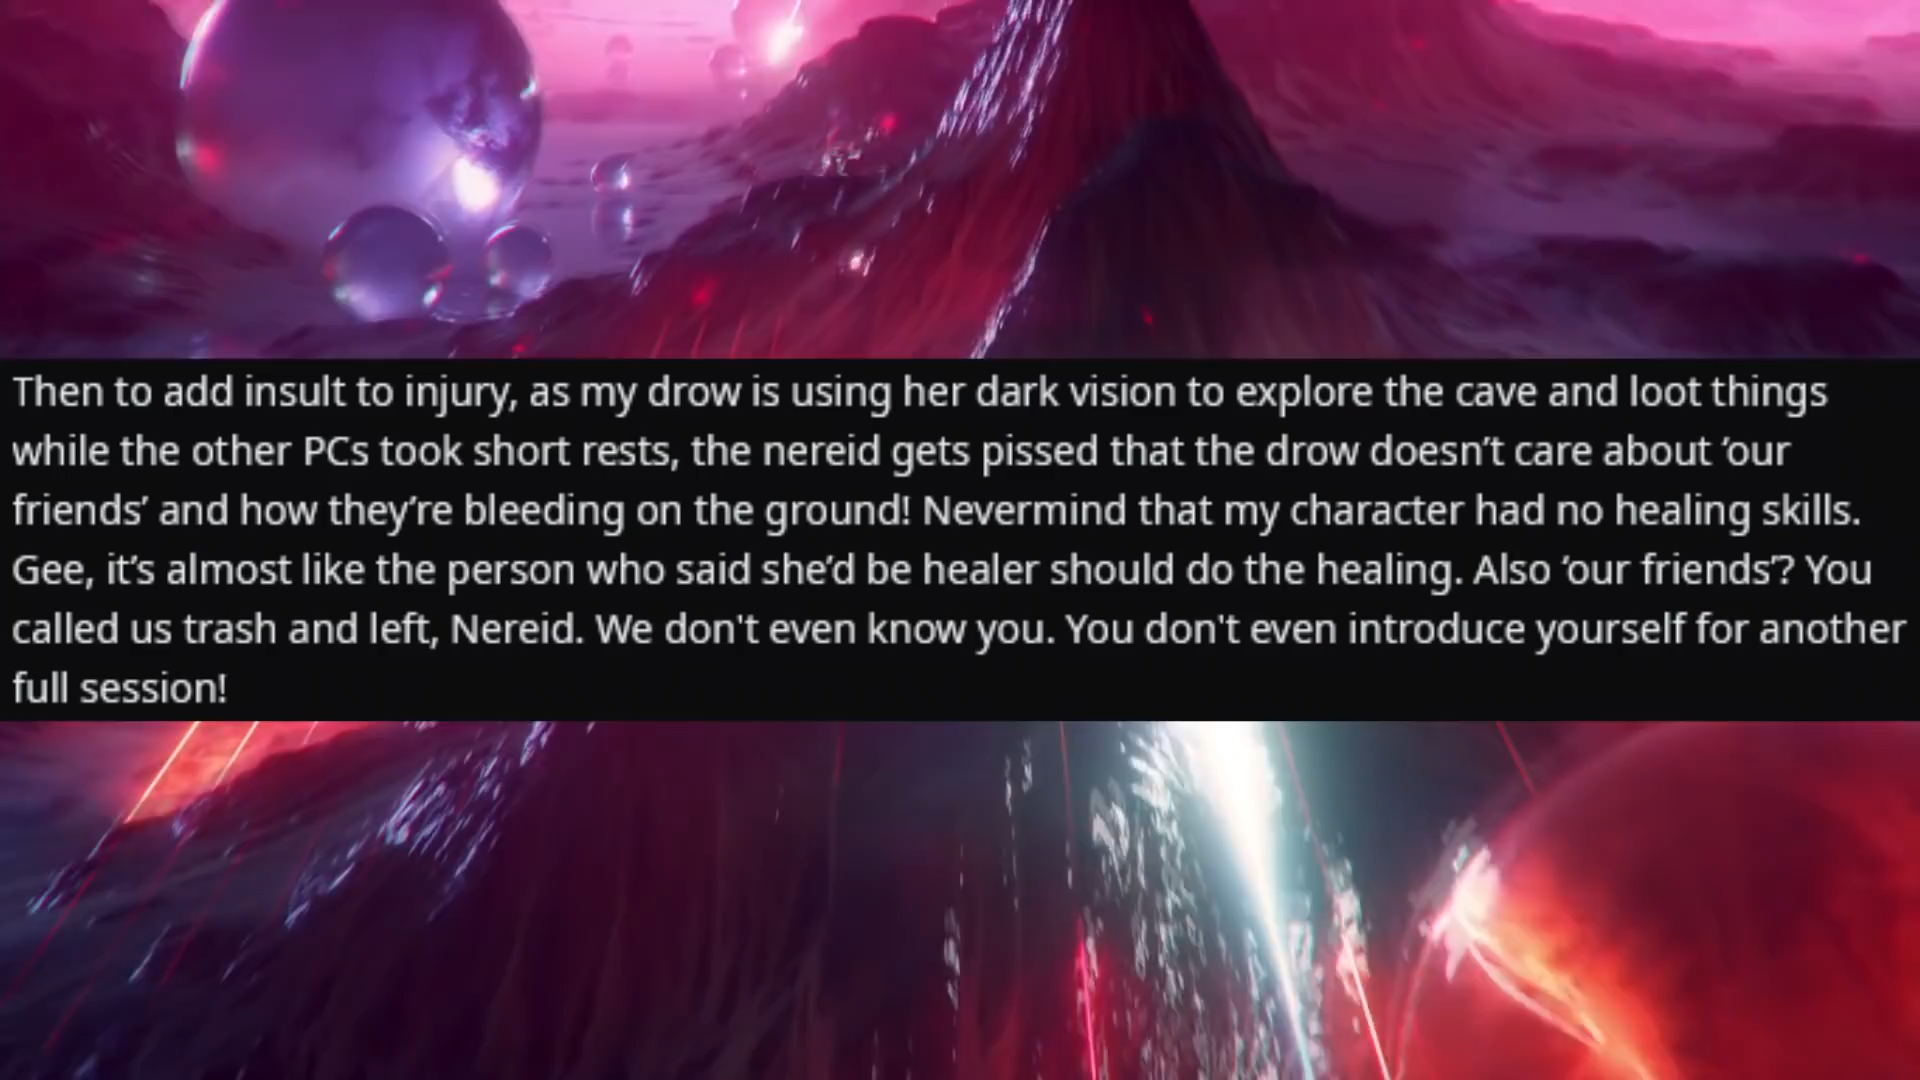 Then to add insult to injury, as my drow is using her dark vision to explore the cave and loot things
while the other PCs took short rests, the nereid gets pissed that the drow doesn’t care about ‘our
friends’ and how they’re bleeding on the ground! Nevermind that my character had no healing skills.
Gee, it’s almost like the person who said she’d be healer should do the healing. Also ‘our friends’? You
called us trash and left, Nereid. We don't even know you. You don't even introduce yourself for another
full session!